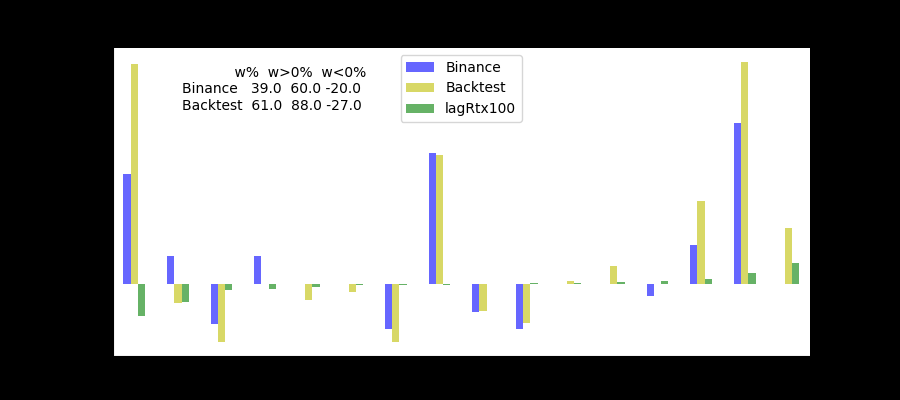 w%  w>0%  w<0%
Binance   39.0  60.0 -20.0
Backtest  61.0  88.0 -27.0
Binance
Backtest
lagRtx100